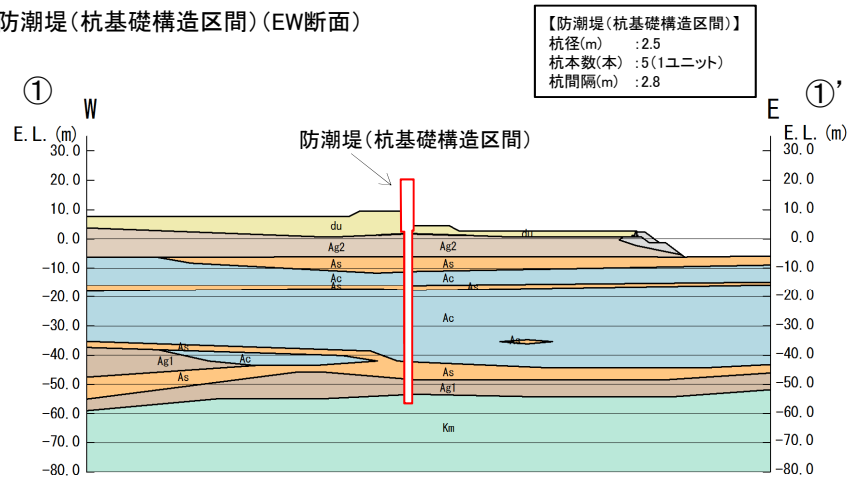 防潮堤(杭基礎構造区間)(EW断面)
【防潮堤(杭基礎構造区間)】
杭径(m) :2.5
杭本数(本) :5(1ユニット)
杭間隔(m) :2.8
① ①'
W E
E.L.(m) E.L.(m)
防潮堤(杭基礎構造区間)
30.0 30.0
20.0 20.0
10.0 10.0
du
du
0.0 0.0
Ag2 Ag2
As As
-10.0 -10.0
Ac Ac
As As
-20.0 -20.0
Ac
-30.0 -30.0
As As
-40.0 -40.0
Ag1 Ac
As As
-50.0 -50.0
Ag1
-60.0 -60.0
Km
-70.0 -70.0
-80.0 -80.0